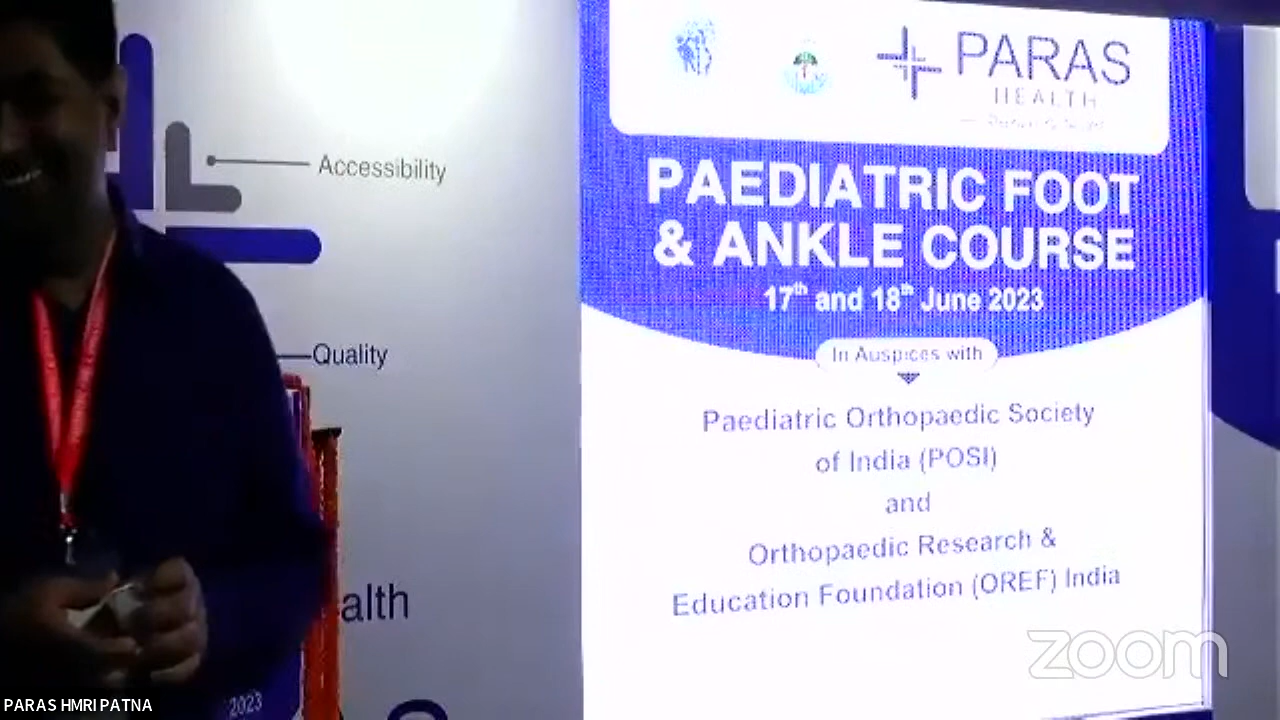 Accessibility
Quality
alth
2023
PARAS
HEALTH
PAEDIATRIC FOOT
& ANKLE COURSE
17th and 18th June 2023
In Auspices with
Paediatric Orthopaedic Society
of India (POSI)
and
Orthopaedic Research &
Education Foundation (OREF) India
zoom
PARAS HMRI PATNA